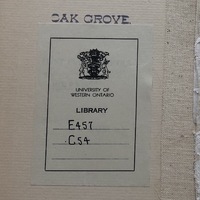 OAK GROVE
UNIVERSITY OF
WESTERN ONTARIO
LIBRARY
E457
C54